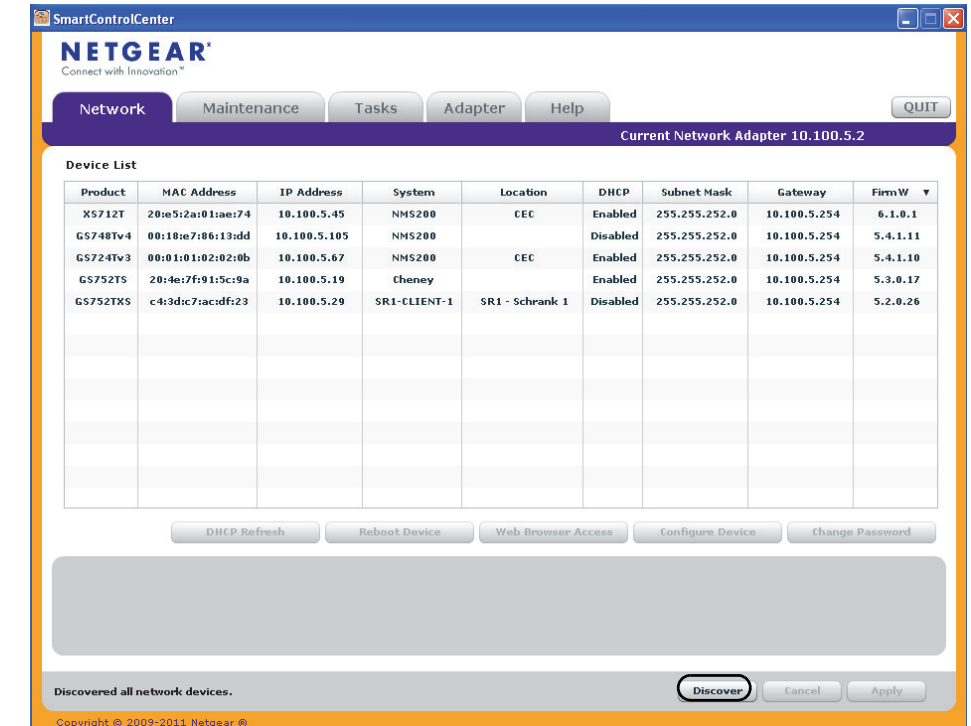 SmartControlCenter
NETGEAR®
Connect with Innovation™
Network Maintenance Tasks Adapter Help QUIT
Current Network Adapter 10.100.5.2
Device List
Product MAC Address IP Address System Location DHCP Subnet Mask Gateway FirmW ▼
XS712T 20:e5:2a:01:ae:74 10.100.5.45 NMS200 CEC Enabled 255.255.252.0 10.100.5.254 6.1.0.1
GS748Tv4 00:18:e7:86:13:dd 10.100.5.105 NMS200 Disabled 255.255.252.0 10.100.5.254 5.4.1.11
GS724Tv3 00:01:01:02:02:0b 10.100.5.67 NMS200 CEC Enabled 255.255.252.0 10.100.5.254 5.4.1.10
GS752TS 20:4e:7f:91:5c:9a 10.100.5.19 Cheney Enabled 255.255.252.0 10.100.5.254 5.3.0.17
GS752TXS c4:3d:c7:ac:df:23 10.100.5.29 SR1-CLIENT-1 SR1 - Schrank 1 Disabled 255.255.252.0 10.100.5.254 5.2.0.26
DHCP Refresh Reboot Device Web Browser Access Configure Device Change Password
Discovered all network devices. Discover Cancel Apply
Copyright © 2009-2011 Netgear ®